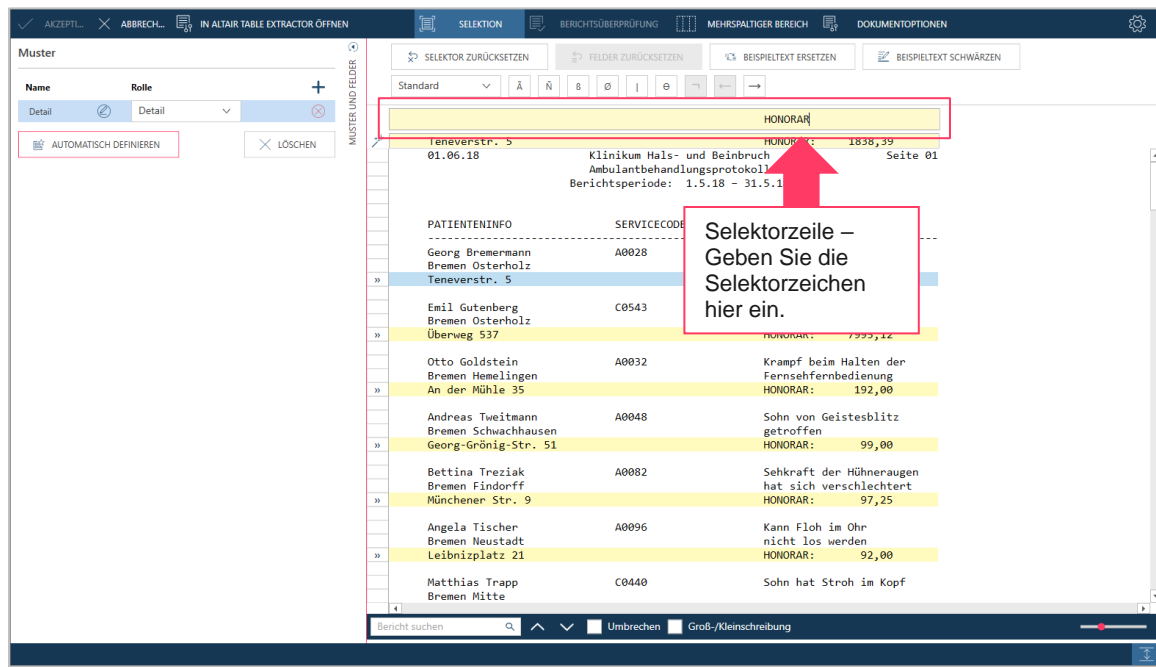 AKZEPTI... ABBRECH... IN ALTAIR TABLE EXTRACTOR ÖFFNEN SELEKTION BERICHTSÜBERPRÜFUNG MEHRSPALTIGER BEREICH DOKUMENTOPTIONEN
Muster
Name Rolle
Detail Detail
AUTOMATISCH DEFINIEREN LÖSCHEN
MUSTER UND FELDER
SELEKTOR ZURÜCKSETZEN FELDER ZURÜCKSETZEN BEISPIELTEXT ERSETZEN BEISPIELTEXT SCHWÄRZEN
Standard Ã Ñ ß Ø | ɵ ¬ ← →
HONORAR
Teneverstr. 5 HONORAR: 1838,39
01.06.18 Klinikum Hals- und Beinbruch Seite 01
Ambulantbehandlungsprotokoll
Berichtsperiode: 1.5.18 - 31.5.1
PATIENTENINFO SERVICECODE
Georg Bremermann A0028
Bremen Osterholz
» Teneverstr. 5
Emil Gutenberg C0543
Bremen Osterholz
» Überweg 537 HONORAR: 7995,12
Selektorzeile –
Geben Sie die
Selektorzeichen
hier ein.
Otto Goldstein A0032 Krampf beim Halten der
Bremen Hemelingen Fernsehfernbedienung
» An der Mühle 35 HONORAR: 192,00
Andreas Tweitmann A0048 Sohn von Geistesblitz
Bremen Schwachhausen getroffen
» Georg-Grönig-Str. 51 HONORAR: 99,00
Bettina Treziak A0082 Sehkraft der Hühneraugen
Bremen Findorff hat sich verschlechtert
» Münchener Str. 9 HONORAR: 97,25
Angela Tischer A0096 Kann Floh im Ohr
Bremen Neustadt nicht los werden
» Leibnizplatz 21 HONORAR: 92,00
Matthias Trapp C0440 Sohn hat Stroh im Kopf
Bremen Mitte
Bericht suchen Umbrechen Groß-/Kleinschreibung